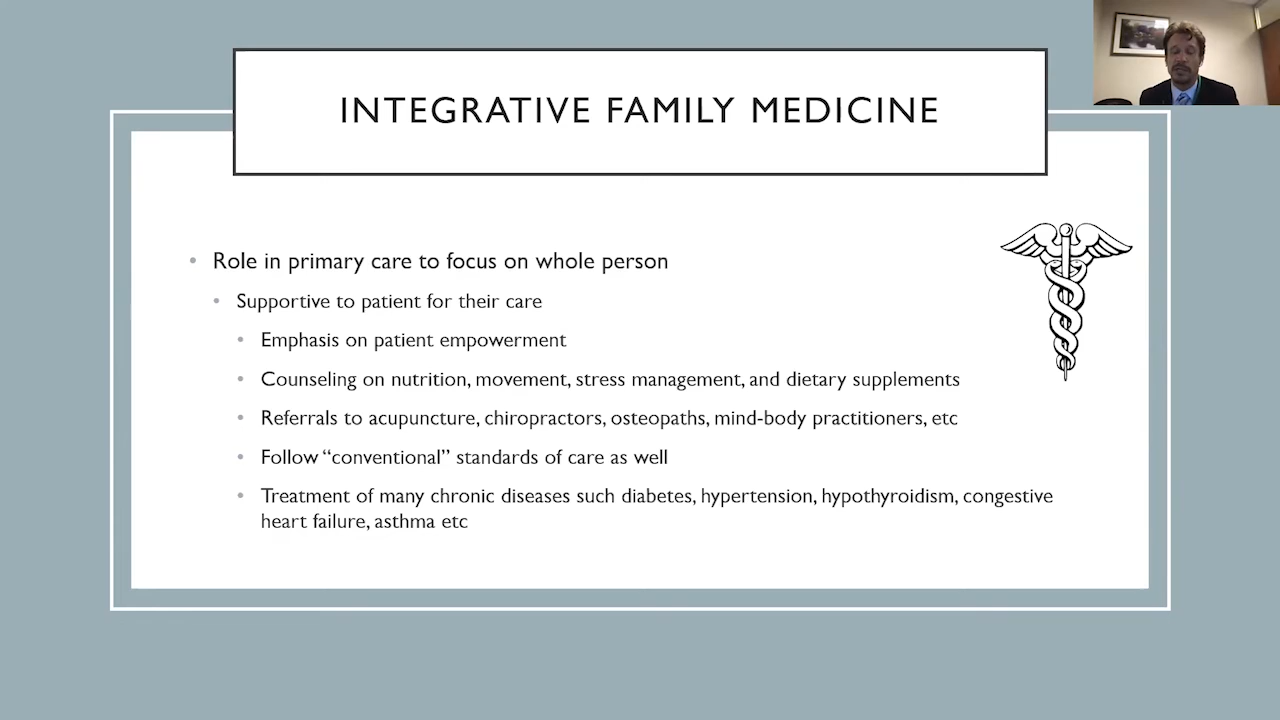 INTEGRATIVE FAMILY MEDICINE
• Role in primary care to focus on whole person
• Supportive to patient for their care
• Emphasis on patient empowerment
• Counseling on nutrition, movement, stress management, and dietary supplements
• Referrals to acupuncture, chiropractors, osteopaths, mind-body practitioners, etc
• Follow “conventional” standards of care as well
• Treatment of many chronic diseases such diabetes, hypertension, hypothyroidism, congestive
heart failure, asthma etc